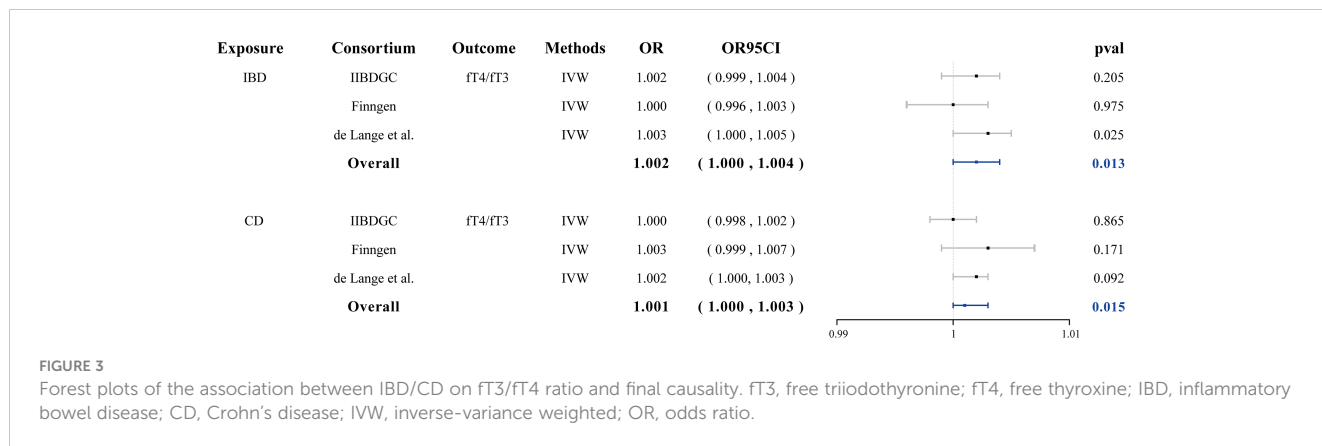 Exposure Consortium Outcome Methods OR OR95CI pval
IBD IIBDGC fT4/fT3 IVW 1.002 ( 0.999 , 1.004 ) 0.205
Finngen IVW 1.000 ( 0.996 , 1.003 ) 0.975
de Lange et al. IVW 1.003 ( 1.000 , 1.005 ) 0.025
Overall 1.002 ( 1.000 , 1.004 ) 0.013
CD IIBDGC fT4/fT3 IVW 1.000 ( 0.998 , 1.002 ) 0.865
Finngen IVW 1.003 ( 0.999 , 1.007 ) 0.171
de Lange et al. IVW 1.002 ( 1.000, 1.003 ) 0.092
Overall 1.001 ( 1.000 , 1.003 ) 0.015
0.99 1 1.01
FIGURE 3
Forest plots of the association between IBD/CD on fT3/fT4 ratio and final causality. fT3, free triiodothyronine; fT4, free thyroxine; IBD, inflammatory
bowel disease; CD, Crohn's disease; IVW, inverse-variance weighted; OR, odds ratio.